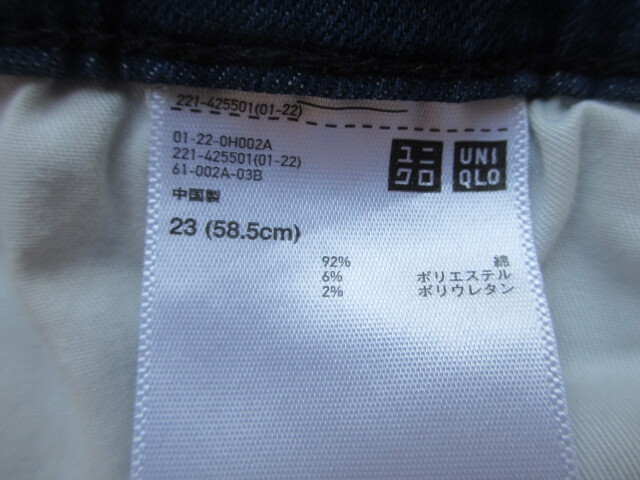 221-425501(01-22)
01-22-0H002A
221-425501(01-22)
61-002A-03B
ユニ
クロ
UNI
QLO
中国製
23 (58.5cm)
92% 綿
6% ポリエステル
2% ポリウレタン